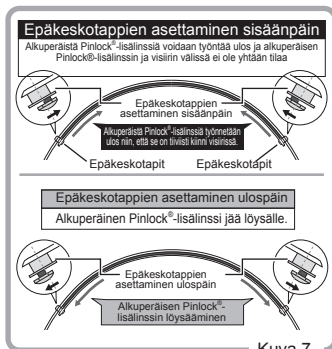 Epäkeskotappien asettaminen sisäänpäin
Alkuperäistä Pinlock®-lisälinssiä voidaan työntää ulos ja alkuperäisen
Pinlock®-lisälinssin ja visiirin välissä ei ole yhtään tilaa
Epäkeskotappien
asettaminen sisäänpäin
Alkuperäistä Pinlock®-lisälinssiä työnnetään
ulos niin, että se on tiiviisti kiinni visiirissä.
Epäkeskotapit
Epäkeskotapit
Epäkeskotappien asettaminen ulospäin
Alkuperäinen Pinlock®-lisälinssi jää löysälle.
Epäkeskotappien
asettaminen ulospäin
Alkuperäisen Pinlock®-
lisälinssin löysääminen
Kuva 7